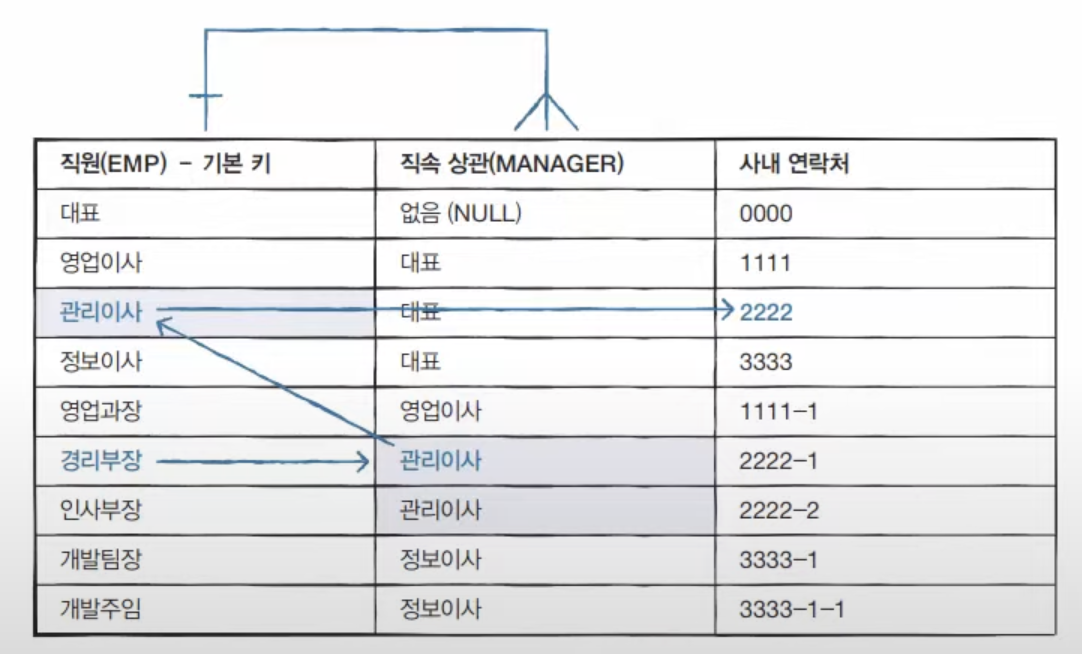 직원(EMP) - 기본 키 직속 상관(MANAGER) 사내 연락처
대표 없음 (NULL) 0000
영업이사 대표 1111
관리이사 대표 2222
정보이사 대표 3333
영업과장 영업이사 1111-1
경리부장 관리이사 2222-1
인사부장 관리이사 2222-2
개발팀장 정보이사 3333-1
개발주임 정보이사 3333-1-1